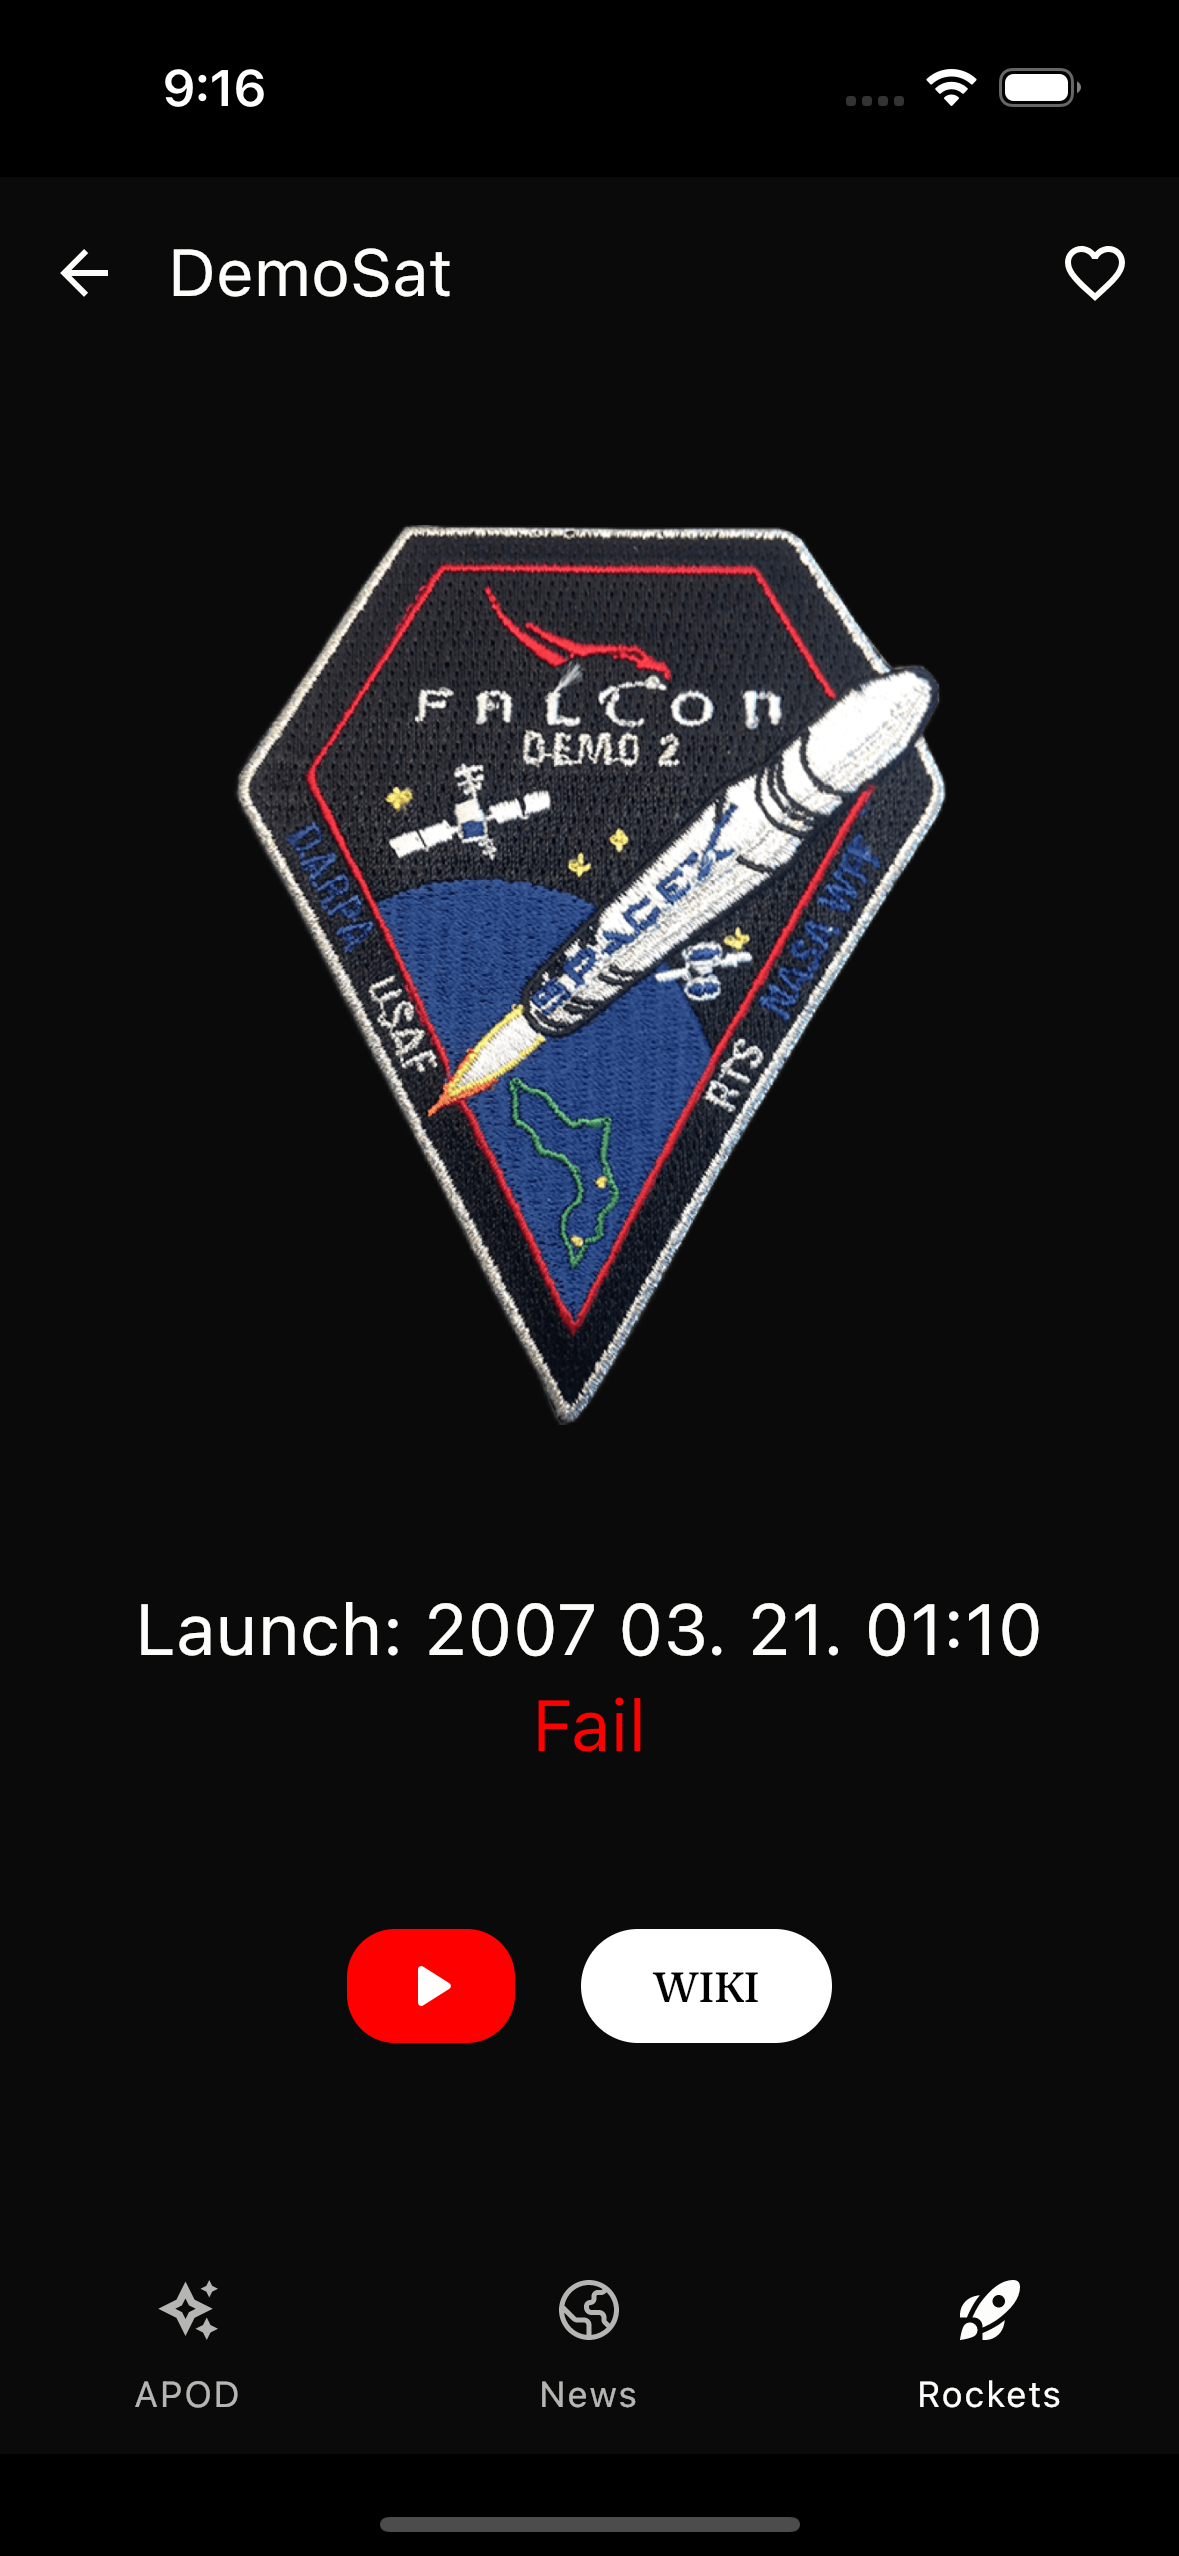 9:16
DemoSat
FALCON
DEMO 2
SPACEX
DARPA
USAF
NASA WFF
RTS
Launch: 2007 03. 21. 01:10
Fail
WIKI
APOD
News
Rockets